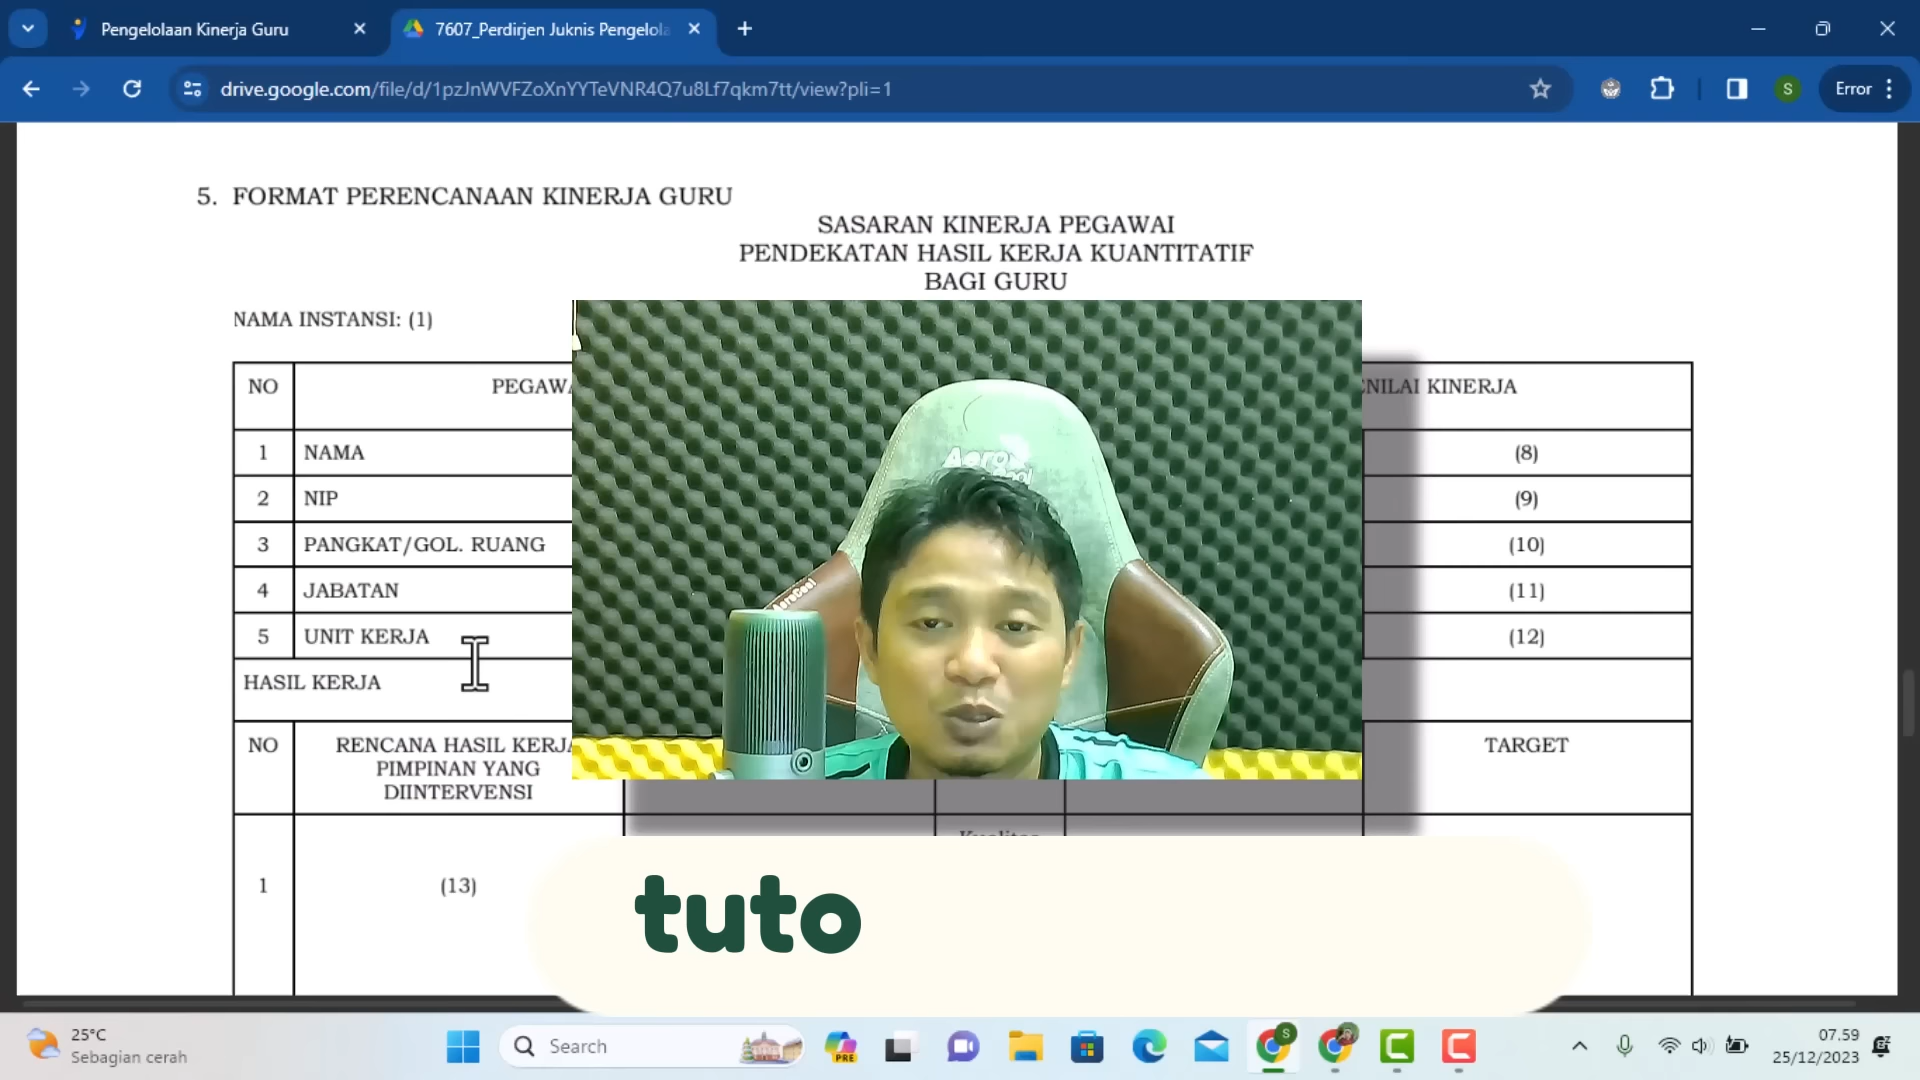 Pengelolaan Kinerja Guru
7607_Perdirjen Juknis Pengelola
drive.google.com/file/d/1pzJnWVFZoXnYYTeVNR4Q7u8Lf7qkm7tt/view?pli=1
S
Error
5. FORMAT PERENCANAAN KINERJA GURU
SASARAN KINERJA PEGAWAI
PENDEKATAN HASIL KERJA KUANTITATIF
BAGI GURU
NAMA INSTANSI: (1)
NO PEGAWA NILAI KINERJA
1 NAMA (8)
2 NIP (9)
3 PANGKAT/GOL. RUANG (10)
4 JABATAN (11)
5 UNIT KERJA (12)
HASIL KERJA
AeroCool
NO RENCANA HASIL KERJA TARGET
PIMPINAN YANG
DIINTERVENSI
1 (13)
tuto
25°C
Sebagian cerah
Search
PRE
S
07.59
25/12/2023